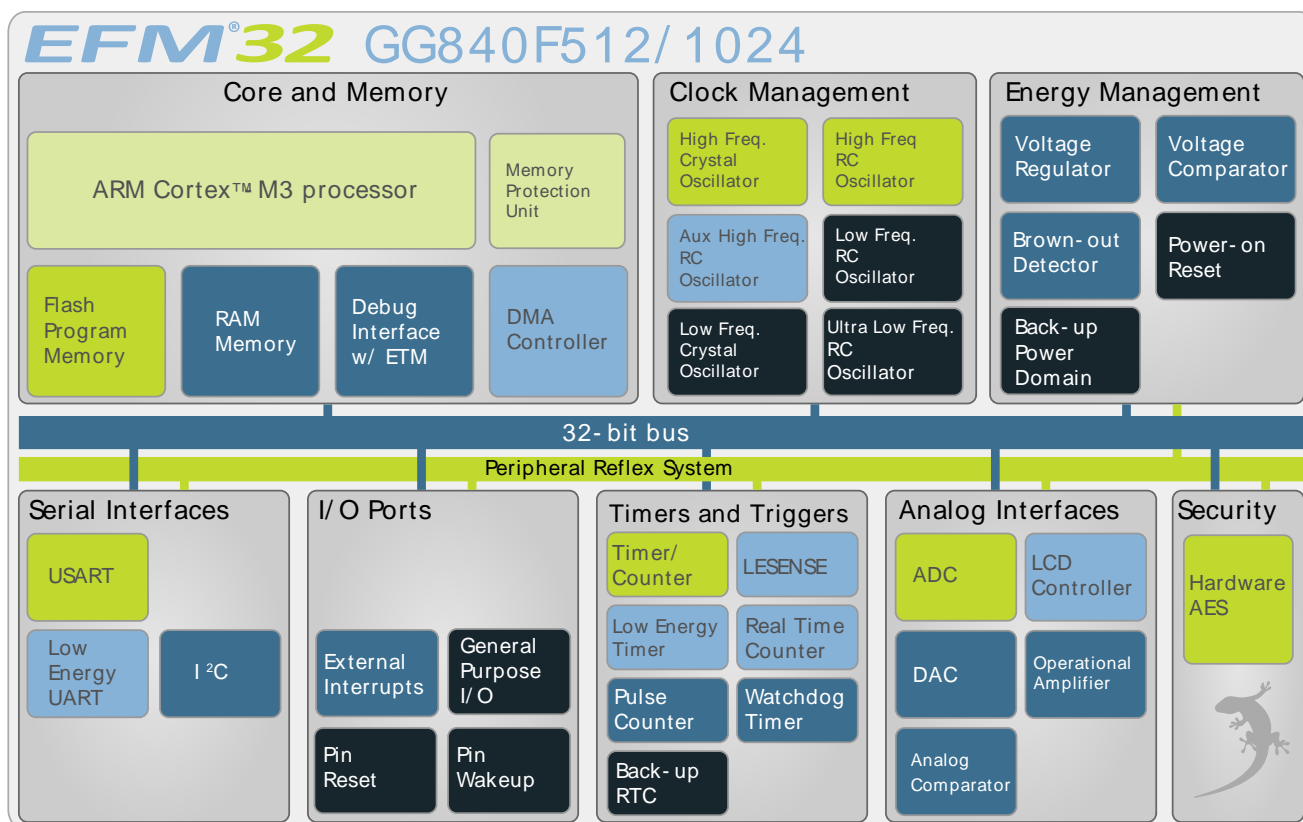 EFM®32 GG840F512/1024
Core and Memory
ARM Cortex™ M3 processor
Memory
Protection
Unit
Flash
Program
Memory
RAM
Memory
Debug
Interface
w/ ETM
DMA
Controller
Clock Management
High Freq.
Crystal
Oscillator
High Freq
RC
Oscillator
Aux High Freq.
RC
Oscillator
Low Freq.
RC
Oscillator
Low Freq.
Crystal
Oscillator
Ultra Low Freq.
RC
Oscillator
Energy Management
Voltage
Regulator
Voltage
Comparator
Brown-out
Detector
Power-on
Reset
Back-up
Power
Domain
32-bit bus
Peripheral Reflex System
Serial Interfaces
USART
Low
Energy
UART
I²C
I/O Ports
External
Interrupts
General
Purpose
I/O
Pin
Reset
Pin
Wakeup
Timers and Triggers
Timer/
Counter
LESENSE
Low Energy
Timer
Real Time
Counter
Pulse
Counter
Watchdog
Timer
Back-up
RTC
Analog Interfaces
ADC
LCD
Controller
DAC
Operational
Amplifier
Analog
Comparator
Security
Hardware
AES